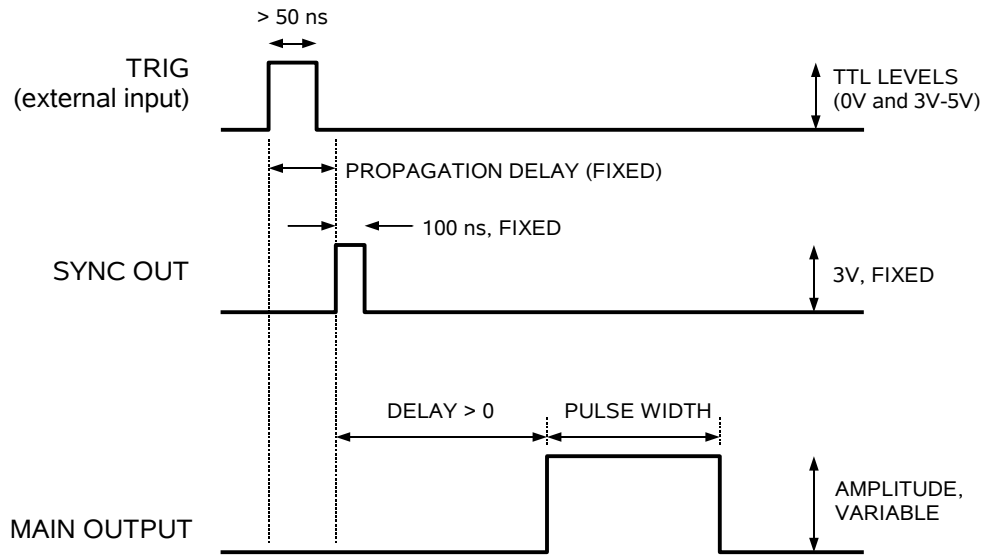 > 50 ns
TRIG
(external input)
TTL LEVELS
(0V and 3V-5V)
PROPAGATION DELAY (FIXED)
100 ns, FIXED
SYNC OUT
3V, FIXED
DELAY > 0
PULSE WIDTH
AMPLITUDE,
VARIABLE
MAIN OUTPUT